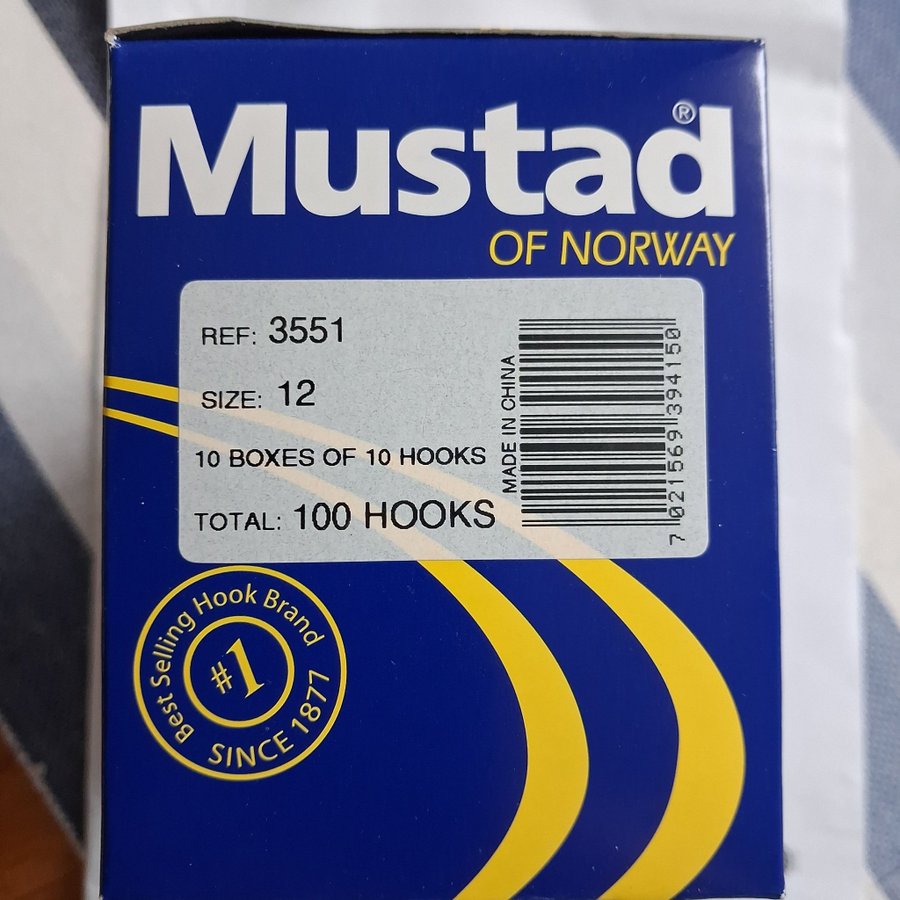 Mustad®
OF NORWAY
REF: 3551
SIZE: 12
10 BOXES OF 10 HOOKS
TOTAL: 100 HOOKS
MADE IN CHINA
7 021569 394150
Best Selling Hook Brand
#1
SINCE 1877